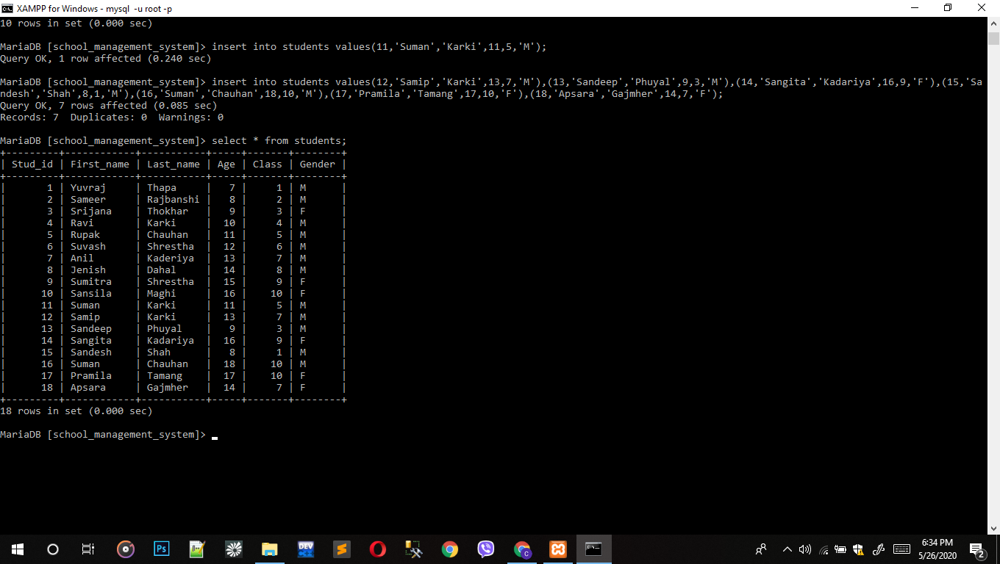 XAMPP for Windows - mysql  -u root -p
10 rows in set (0.000 sec)
MariaDB [school_management_system]> insert into students values(11,'Suman','Karki',11,5,'M');
Query OK, 1 row affected (0.240 sec)
MariaDB [school_management_system]> insert into students values(12,'Samip','Karki',13,7,'M'),(13,'Sandeep','Phuyal',9,3,'M'),(14,'Sangita','Kadariya',16,9,'F'),(15,'Sa
ndesh','Shah',8,1,'M'),(16,'Suman','Chauhan',18,10,'M'),(17,'Pramila','Tamang',17,10,'F'),(18,'Apsara','Gajmher',14,7,'F');
Query OK, 7 rows affected (0.085 sec)
Records: 7  Duplicates: 0  Warnings: 0
MariaDB [school_management_system]> select * from students;
+---------+------------+-----------+-----+-------+--------+
| Stud_id | First_name | Last_name | Age | Class | Gender |
+---------+------------+-----------+-----+-------+--------+
|       1 | Yuvraj     | Thapa     |   7 |     1 | M      |
|       2 | Sameer     | Rajbanshi |   8 |     2 | M      |
|       3 | Srijana    | Thokhar   |   9 |     3 | F      |
|       4 | Ravi       | Karki     |  10 |     4 | M      |
|       5 | Rupak      | Chauhan   |  11 |     5 | M      |
|       6 | Suvash     | Shrestha  |  12 |     6 | M      |
|       7 | Anil       | Kaderiya  |  13 |     7 | M      |
|       8 | Jenish     | Dahal     |  14 |     8 | M      |
|       9 | Sumitra    | Shrestha  |  15 |     9 | F      |
|      10 | Sansila    | Maghi     |  16 |    10 | F      |
|      11 | Suman      | Karki     |  11 |     5 | M      |
|      12 | Samip      | Karki     |  13 |     7 | M      |
|      13 | Sandeep    | Phuyal    |   9 |     3 | M      |
|      14 | Sangita    | Kadariya  |  16 |     9 | F      |
|      15 | Sandesh    | Shah      |   8 |     1 | M      |
|      16 | Suman      | Chauhan   |  18 |    10 | M      |
|      17 | Pramila    | Tamang    |  17 |    10 | F      |
|      18 | Apsara     | Gajmher   |  14 |     7 | F      |
+---------+------------+-----------+-----+-------+--------+
18 rows in set (0.000 sec)
MariaDB [school_management_system]>
Ps
DEV
C
6:34 PM
5/26/2020
2